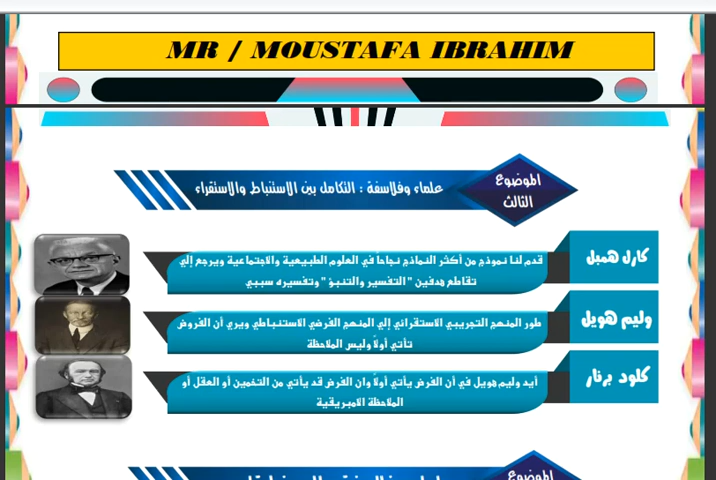 MR / MOUSTAFA IBRAHIM
الموضوع
الثالث
علماء وفلاسفة : التكامل بين الاستنباط والاستقراء
كارل همبل
قدم لنا نموذج من أكثر النماذج نجاحا في العلوم الطبيعية والاجتماعية ويرجع إلي
تقاطع هدفين " التفسير والتنبؤ " وتفسيره سببي
وليم هويل
طور المنهج التجريبي الاستقرائي إلي المنهج الفرضي الاستنباطي ويري أن الفروض
تأتي أولاً وليس الملاحظة
كلود برنار
أيد وليم هويل في أن الفرض يأتي أولاً وان الفرض قد يأتي من التخمين أو العقل أو
الملاحظة الامبريقية
الموضوع